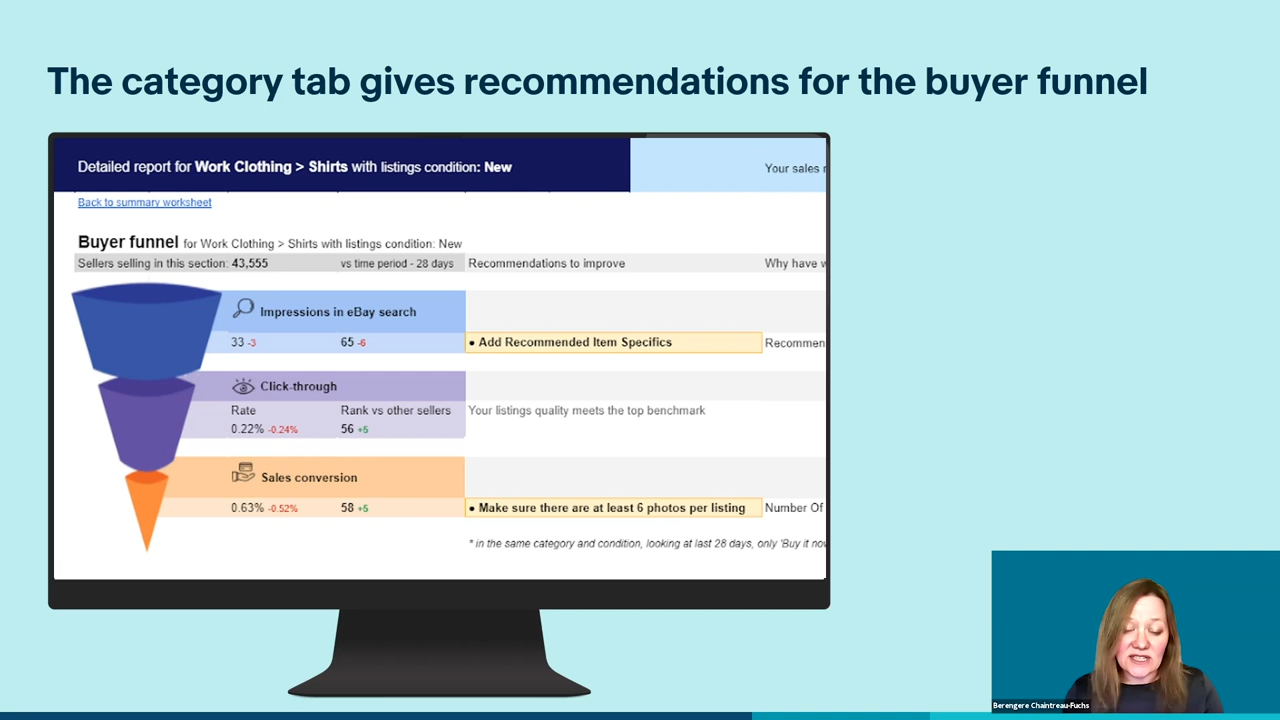 The category tab gives recommendations for the buyer funnel
Detailed report for Work Clothing > Shirts with listings condition: New
Your sales
Back to summary worksheet
Buyer funnel for Work Clothing > Shirts with listings condition: New
Sellers selling in this section: 43,555 vs time period - 28 days Recommendations to improve Why have
Impressions in eBay search
33 -3 65 -6 • Add Recommended Item Specifics Recommen
Click-through
Rate Rank vs other sellers Your listings quality meets the top benchmark
0.22% -0.24% 56 +5
Sales conversion
0.63% -0.52% 58 +5 • Make sure there are at least 6 photos per listing Number Of
* in the same category and condition, looking at last 28 days, only 'Buy it now
Berengere Chaintreau-Fuchs